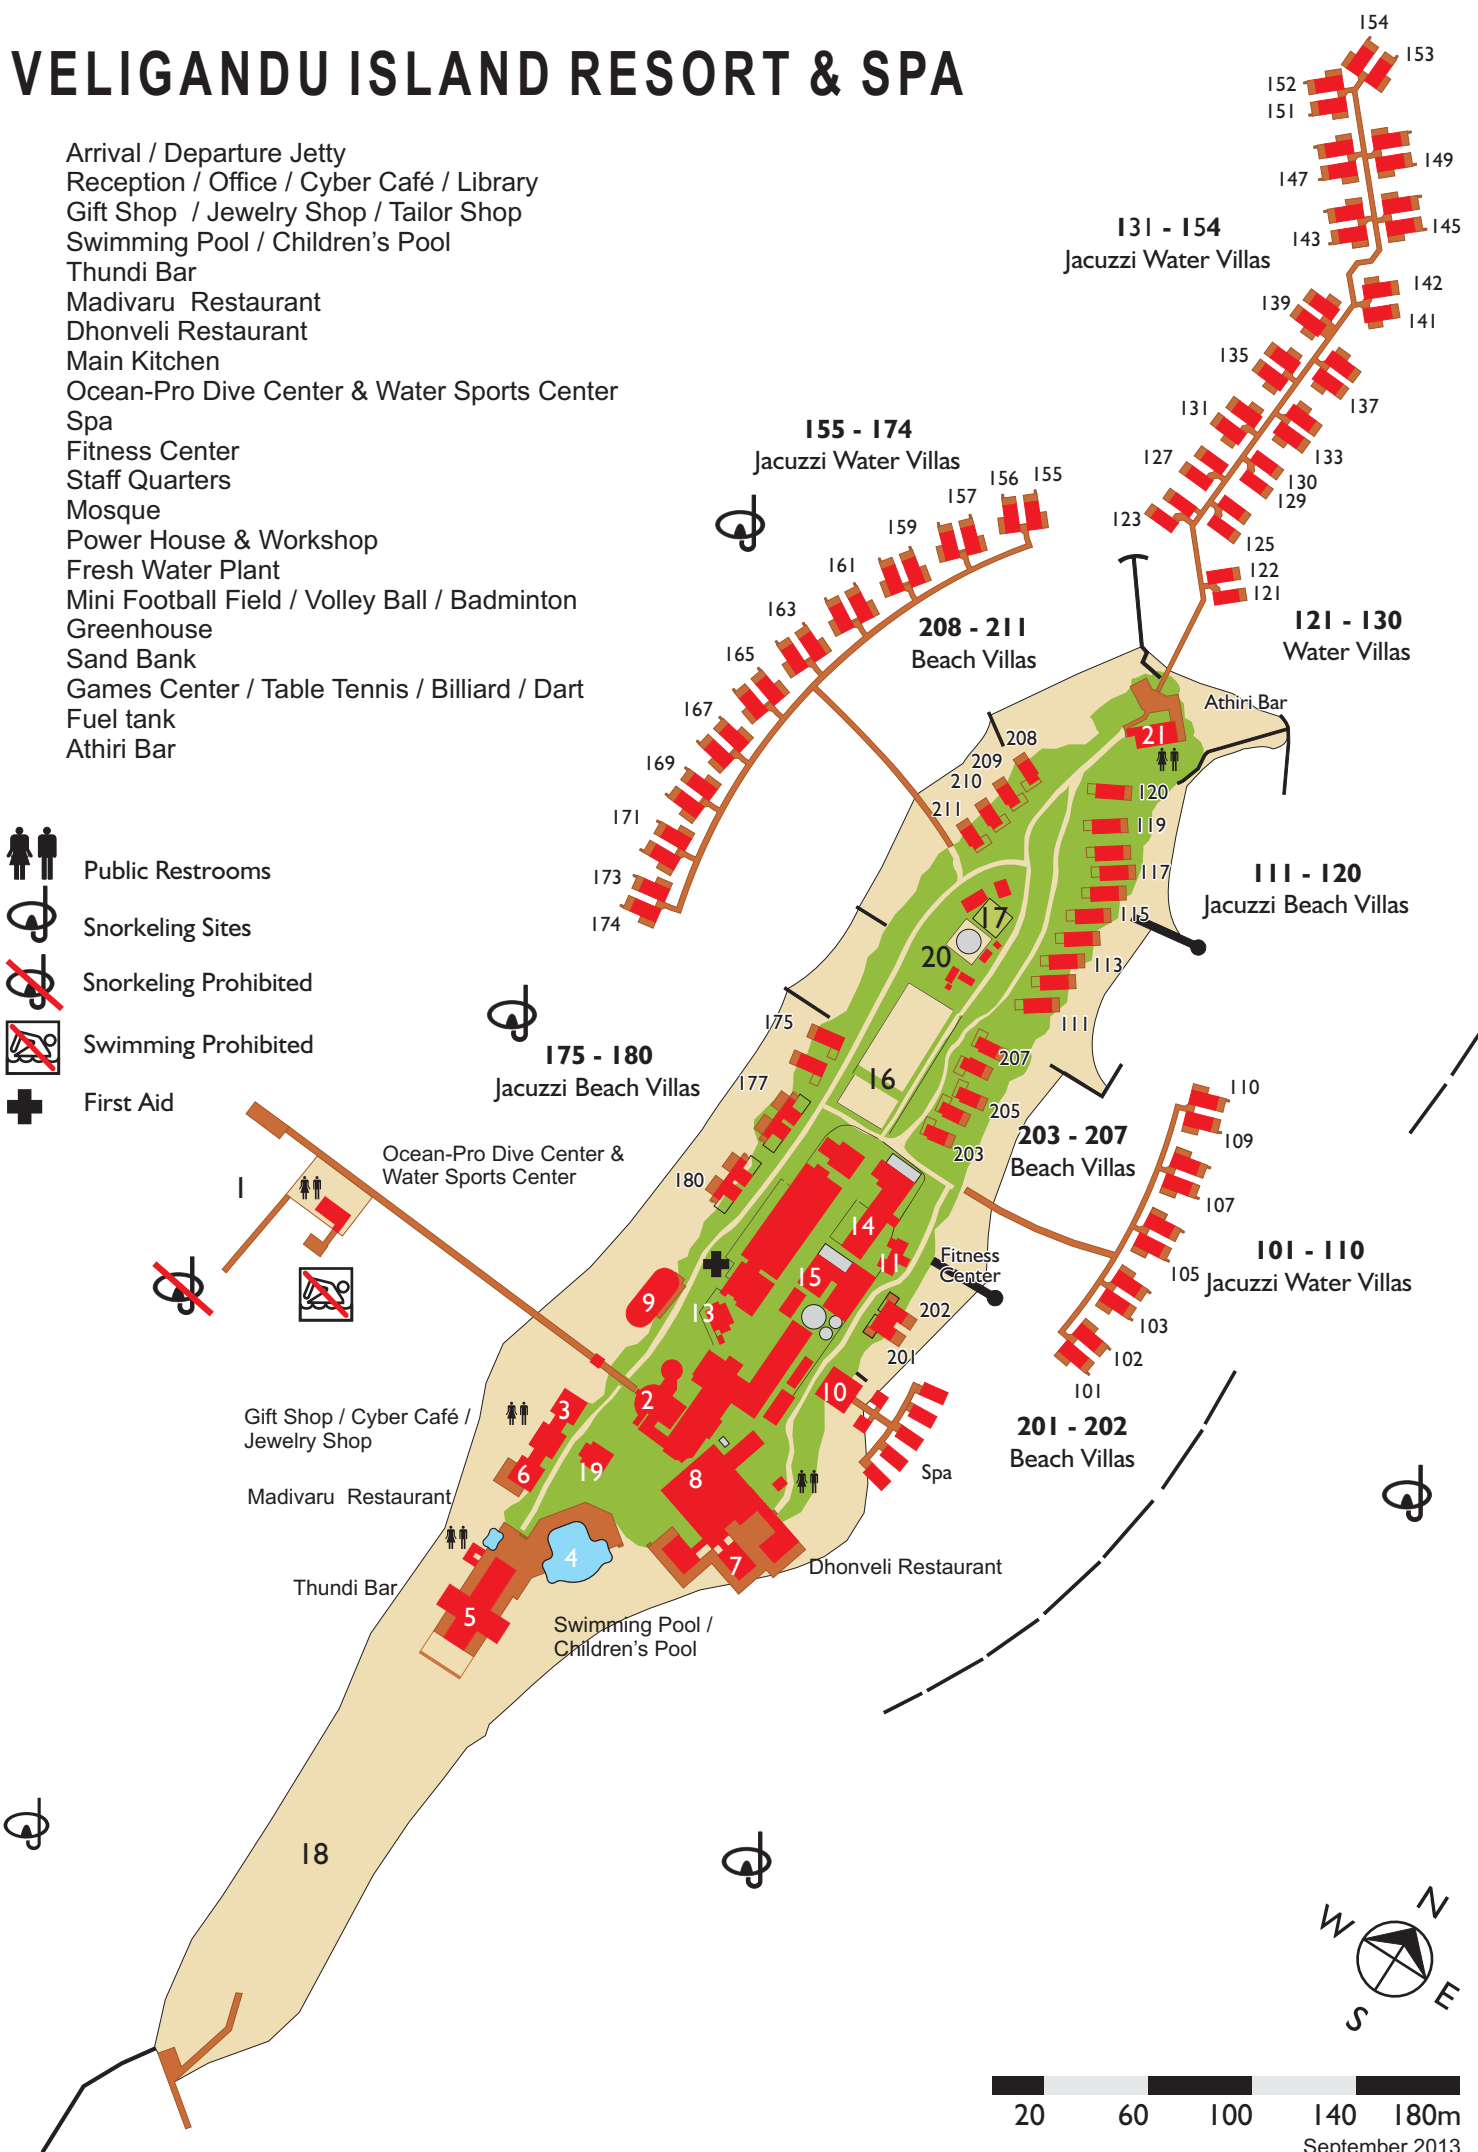 VELIGANDU ISLAND RESORT & SPA
Arrival / Departure Jetty
Reception / Office / Cyber Café / Library
Gift Shop / Jewelry Shop / Tailor Shop
Swimming Pool / Children's Pool
Thundi Bar
Madivaru Restaurant
Dhonveli Restaurant
Main Kitchen
Ocean-Pro Dive Center & Water Sports Center
Spa
Fitness Center
Staff Quarters
Mosque
Power House & Workshop
Fresh Water Plant
Mini Football Field / Volley Ball / Badminton
Greenhouse
Sand Bank
Games Center / Table Tennis / Billiard / Dart
Fuel tank
Athiri Bar
Public Restrooms
Snorkeling Sites
Snorkeling Prohibited
Swimming Prohibited
First Aid
154
153
152
151
149
147
145
143
131 - 154
Jacuzzi Water Villas
142
141
139
135
137
131
133
127
130
129
123
125
122
121
121 - 130
Water Villas
155 - 174
Jacuzzi Water Villas
155
156
157
159
161
163
165
167
169
171
173
174
208 - 211
Beach Villas
208
209
210
211
Athiri Bar
21
120
119
117
115
113
111
111 - 120
Jacuzzi Beach Villas
17
20
16
175
177
180
175 - 180
Jacuzzi Beach Villas
207
205
203
203 - 207
Beach Villas
110
109
107
105
103
102
101
101 - 110
Jacuzzi Water Villas
Ocean-Pro Dive Center &
Water Sports Center
1
14
11
15
13
9
Fitness
Center
202
201
201 - 202
Beach Villas
10
Spa
2
3
6
19
8
7
4
5
Gift Shop / Cyber Café /
Jewelry Shop
Madivaru Restaurant
Thundi Bar
Dhonveli Restaurant
Swimming Pool /
Children's Pool
18
N
W
E
S
20 60 100 140 180m
September 2013